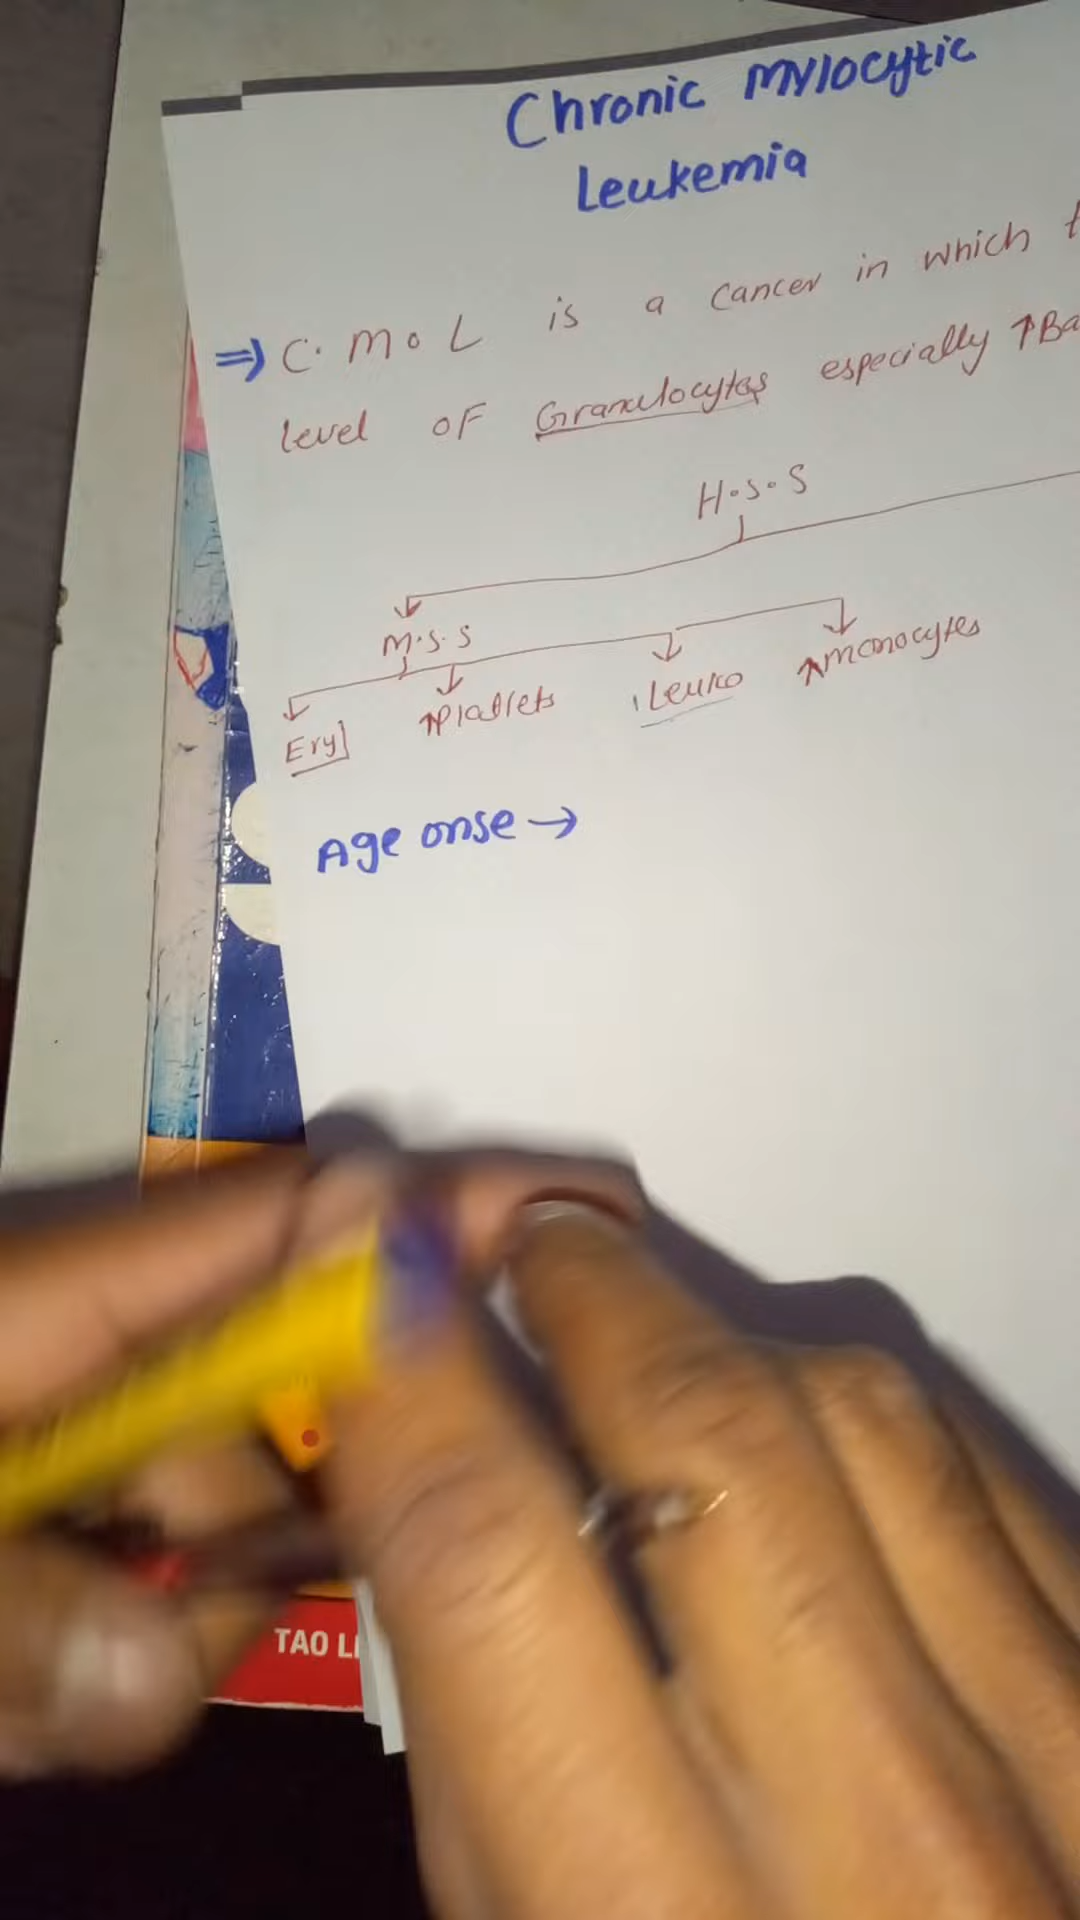 Chronic Mylocytic
Leukemia
⇒ C. M. L is a cancer in which
level of Granulocytes especially ↑Ba
H.S.S
M.S.S
Ery] ↑Platlets Leuko ↑Monocytes
Age onse →
TAO LI